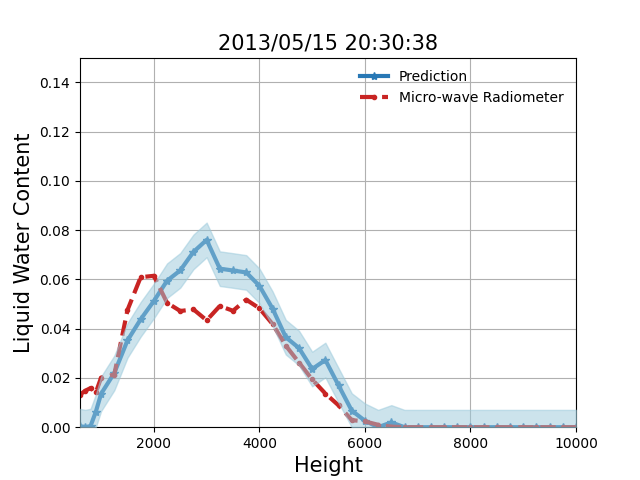 2013/05/15 20:30:38
Prediction
Micro-wave Radiometer
Liquid Water Content
0.14
0.12
0.10
0.08
0.06
0.04
0.02
0.00
2000 4000 6000 8000 10000
Height